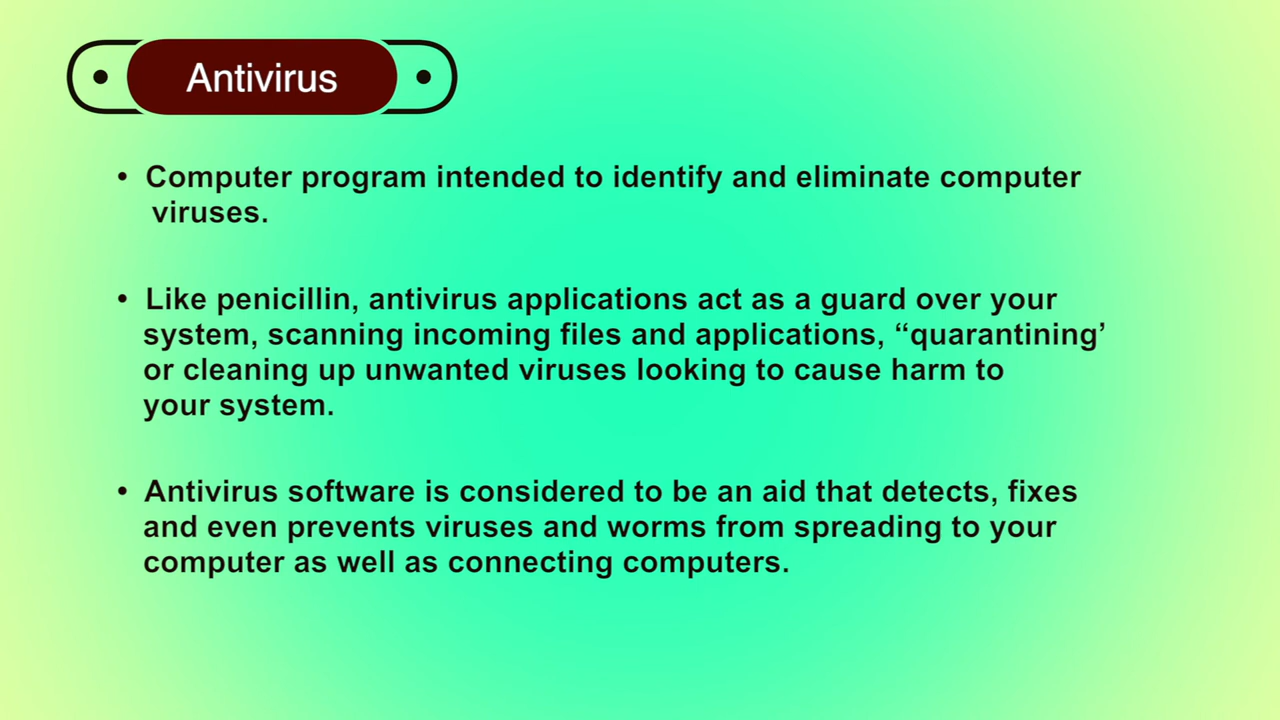 Antivirus
• Computer program intended to identify and eliminate computer
viruses.
• Like penicillin, antivirus applications act as a guard over your
system, scanning incoming files and applications, “quarantining’
or cleaning up unwanted viruses looking to cause harm to
your system.
• Antivirus software is considered to be an aid that detects, fixes
and even prevents viruses and worms from spreading to your
computer as well as connecting computers.